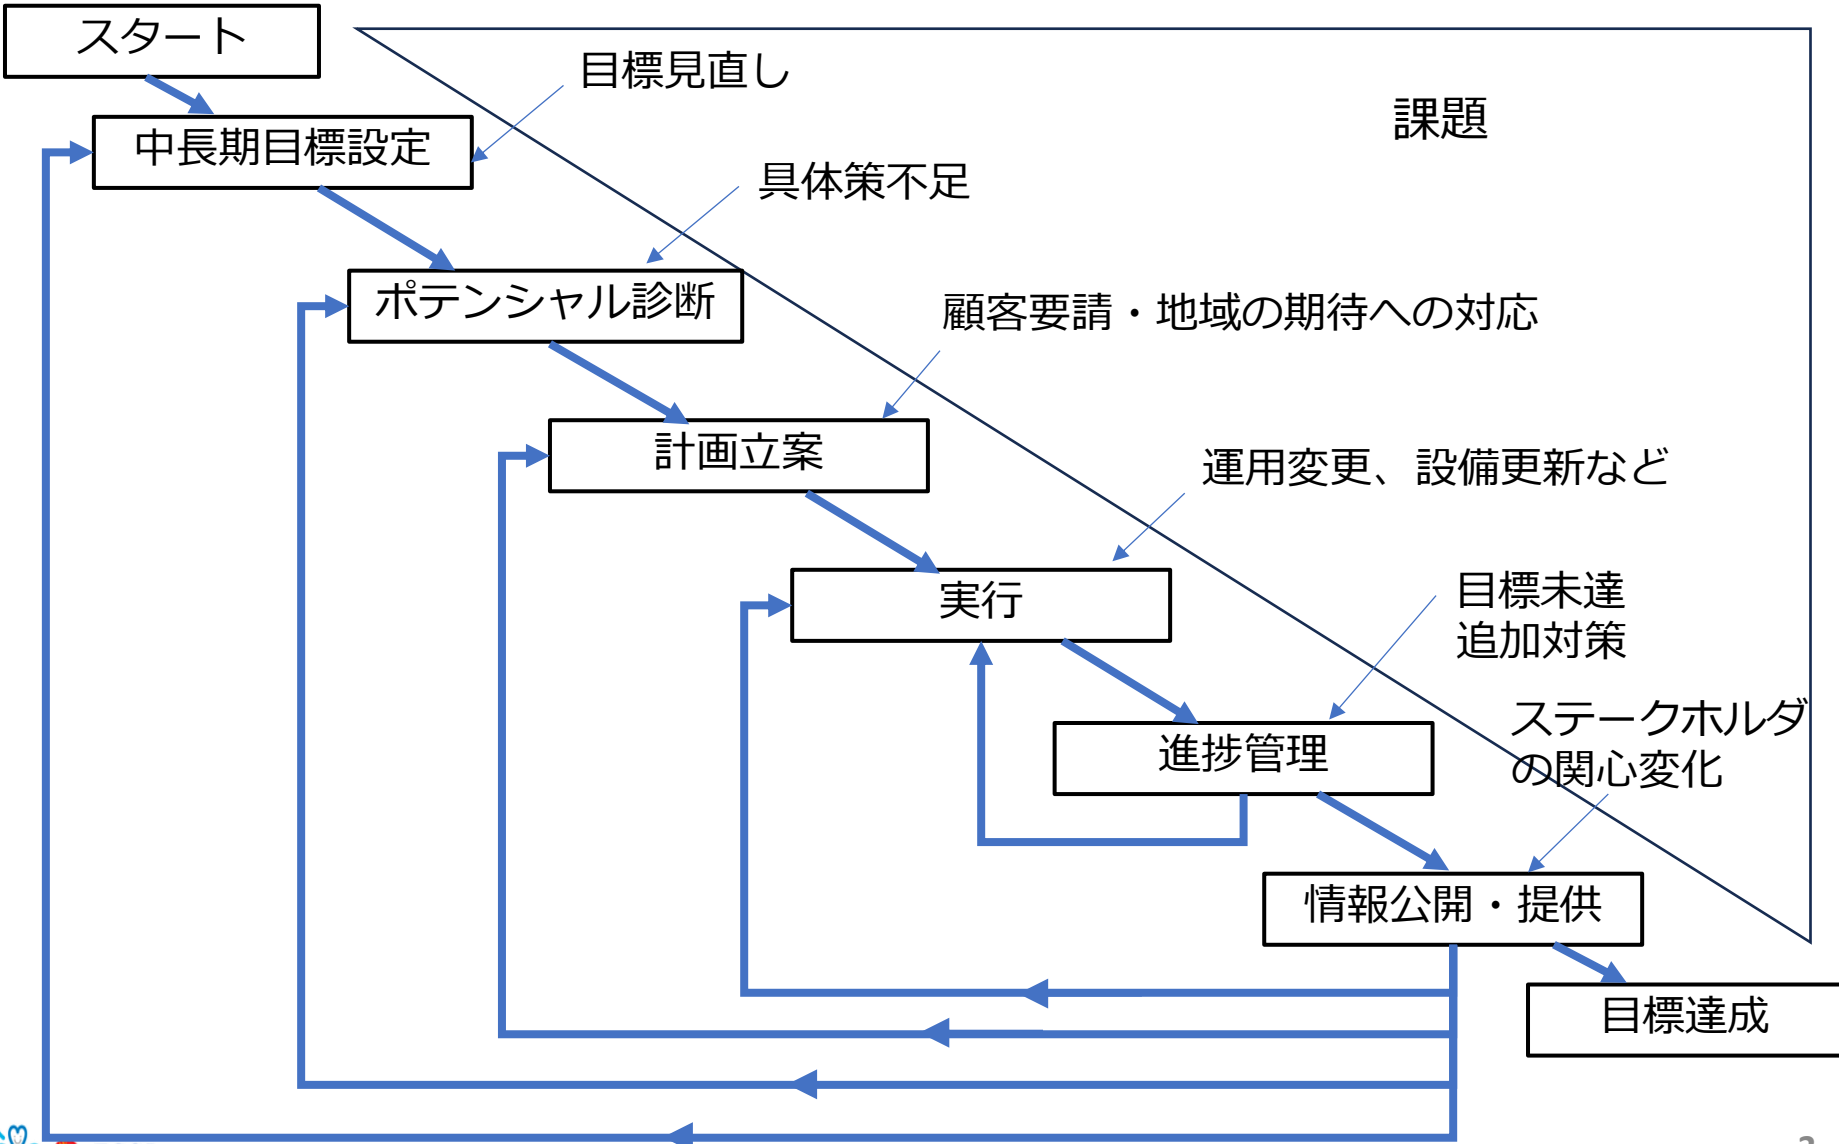 スタート
目標見直し
課題
中長期目標設定
具体策不足
ポテンシャル診断
顧客要請・地域の期待への対応
計画立案
運用変更、設備更新など
実行
目標未達
追加対策
ステークホルダ
の関心変化
進捗管理
情報公開・提供
目標達成